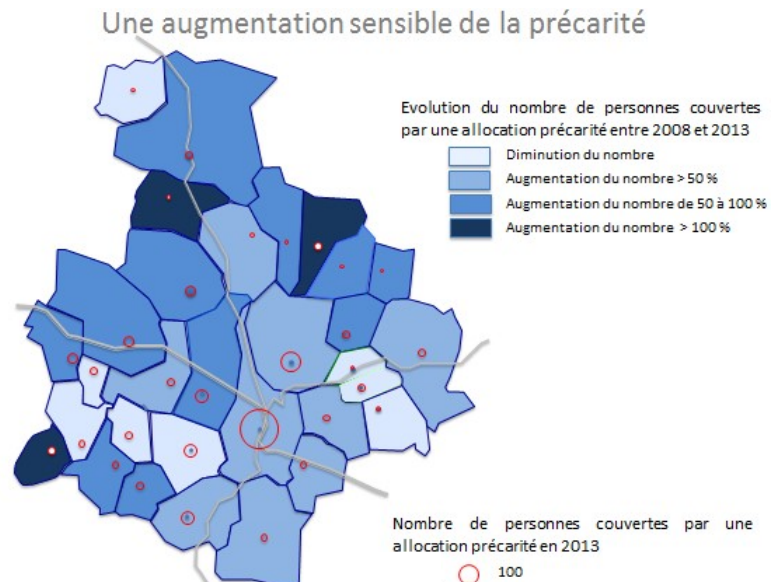 Une augmentation sensible de la précarité
Evolution du nombre de personnes couvertes
par une allocation précarité entre 2008 et 2013
Diminution du nombre
Augmentation du nombre > 50 %
Augmentation du nombre de 50 à 100 %
Augmentation du nombre > 100 %
Nombre de personnes couvertes par une
allocation précarité en 2013
100